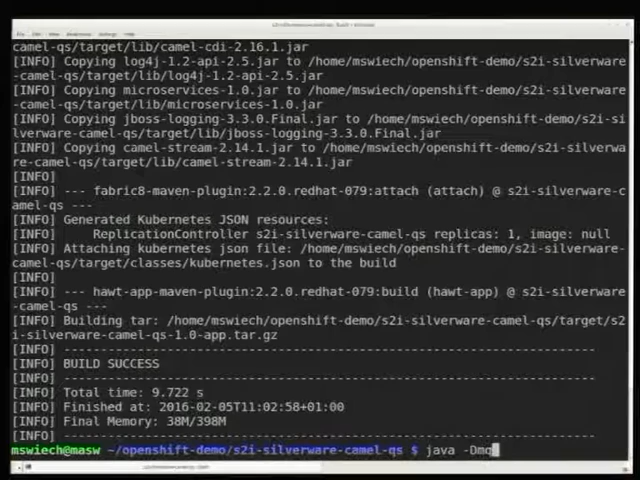 camel-qs/target/lib/camel-cdi-2.16.1.jar
[INFO] Copying log4j-1.2-api-2.5.jar to /home/mswiech/openshift-demo/s2i-silverware
-camel-qs/target/lib/log4j-1.2-api-2.5.jar
[INFO] Copying microservices-1.0.jar to /home/mswiech/openshift-demo/s2i-silverware
-camel-qs/target/lib/microservices-1.0.jar
[INFO] Copying jboss-logging-3.3.0.Final.jar to /home/mswiech/openshift-demo/s2i-si
lverware-camel-qs/target/lib/jboss-logging-3.3.0.Final.jar
[INFO] Copying camel-stream-2.14.1.jar to /home/mswiech/openshift-demo/s2i-silverwa
re-camel-qs/target/lib/camel-stream-2.14.1.jar
[INFO]
[INFO] --- fabric8-maven-plugin:2.2.0.redhat-079:attach (attach) @ s2i-silverware-c
amel-qs ---
[INFO] Generated Kubernetes JSON resources:
[INFO]     ReplicationController s2i-silverware-camel-qs replicas: 1, image: null
[INFO] Attaching kubernetes json file: /home/mswiech/openshift-demo/s2i-silverware-
camel-qs/target/classes/kubernetes.json to the build
[INFO]
[INFO] --- hawt-app-maven-plugin:2.2.0.redhat-079:build (hawt-app) @ s2i-silverware
-camel-qs ---
[INFO] Building tar: /home/mswiech/openshift-demo/s2i-silverware-camel-qs/target/s2
i-silverware-camel-qs-1.0-app.tar.gz
[INFO] ------------------------------------------------------------------------
[INFO] BUILD SUCCESS
[INFO] ------------------------------------------------------------------------
[INFO] Total time: 9.722 s
[INFO] Finished at: 2016-02-05T11:02:58+01:00
[INFO] Final Memory: 38M/398M
[INFO] ------------------------------------------------------------------------
mswiech@masw ~/openshift-demo/s2i-silverware-camel-qs $ java -Dmq